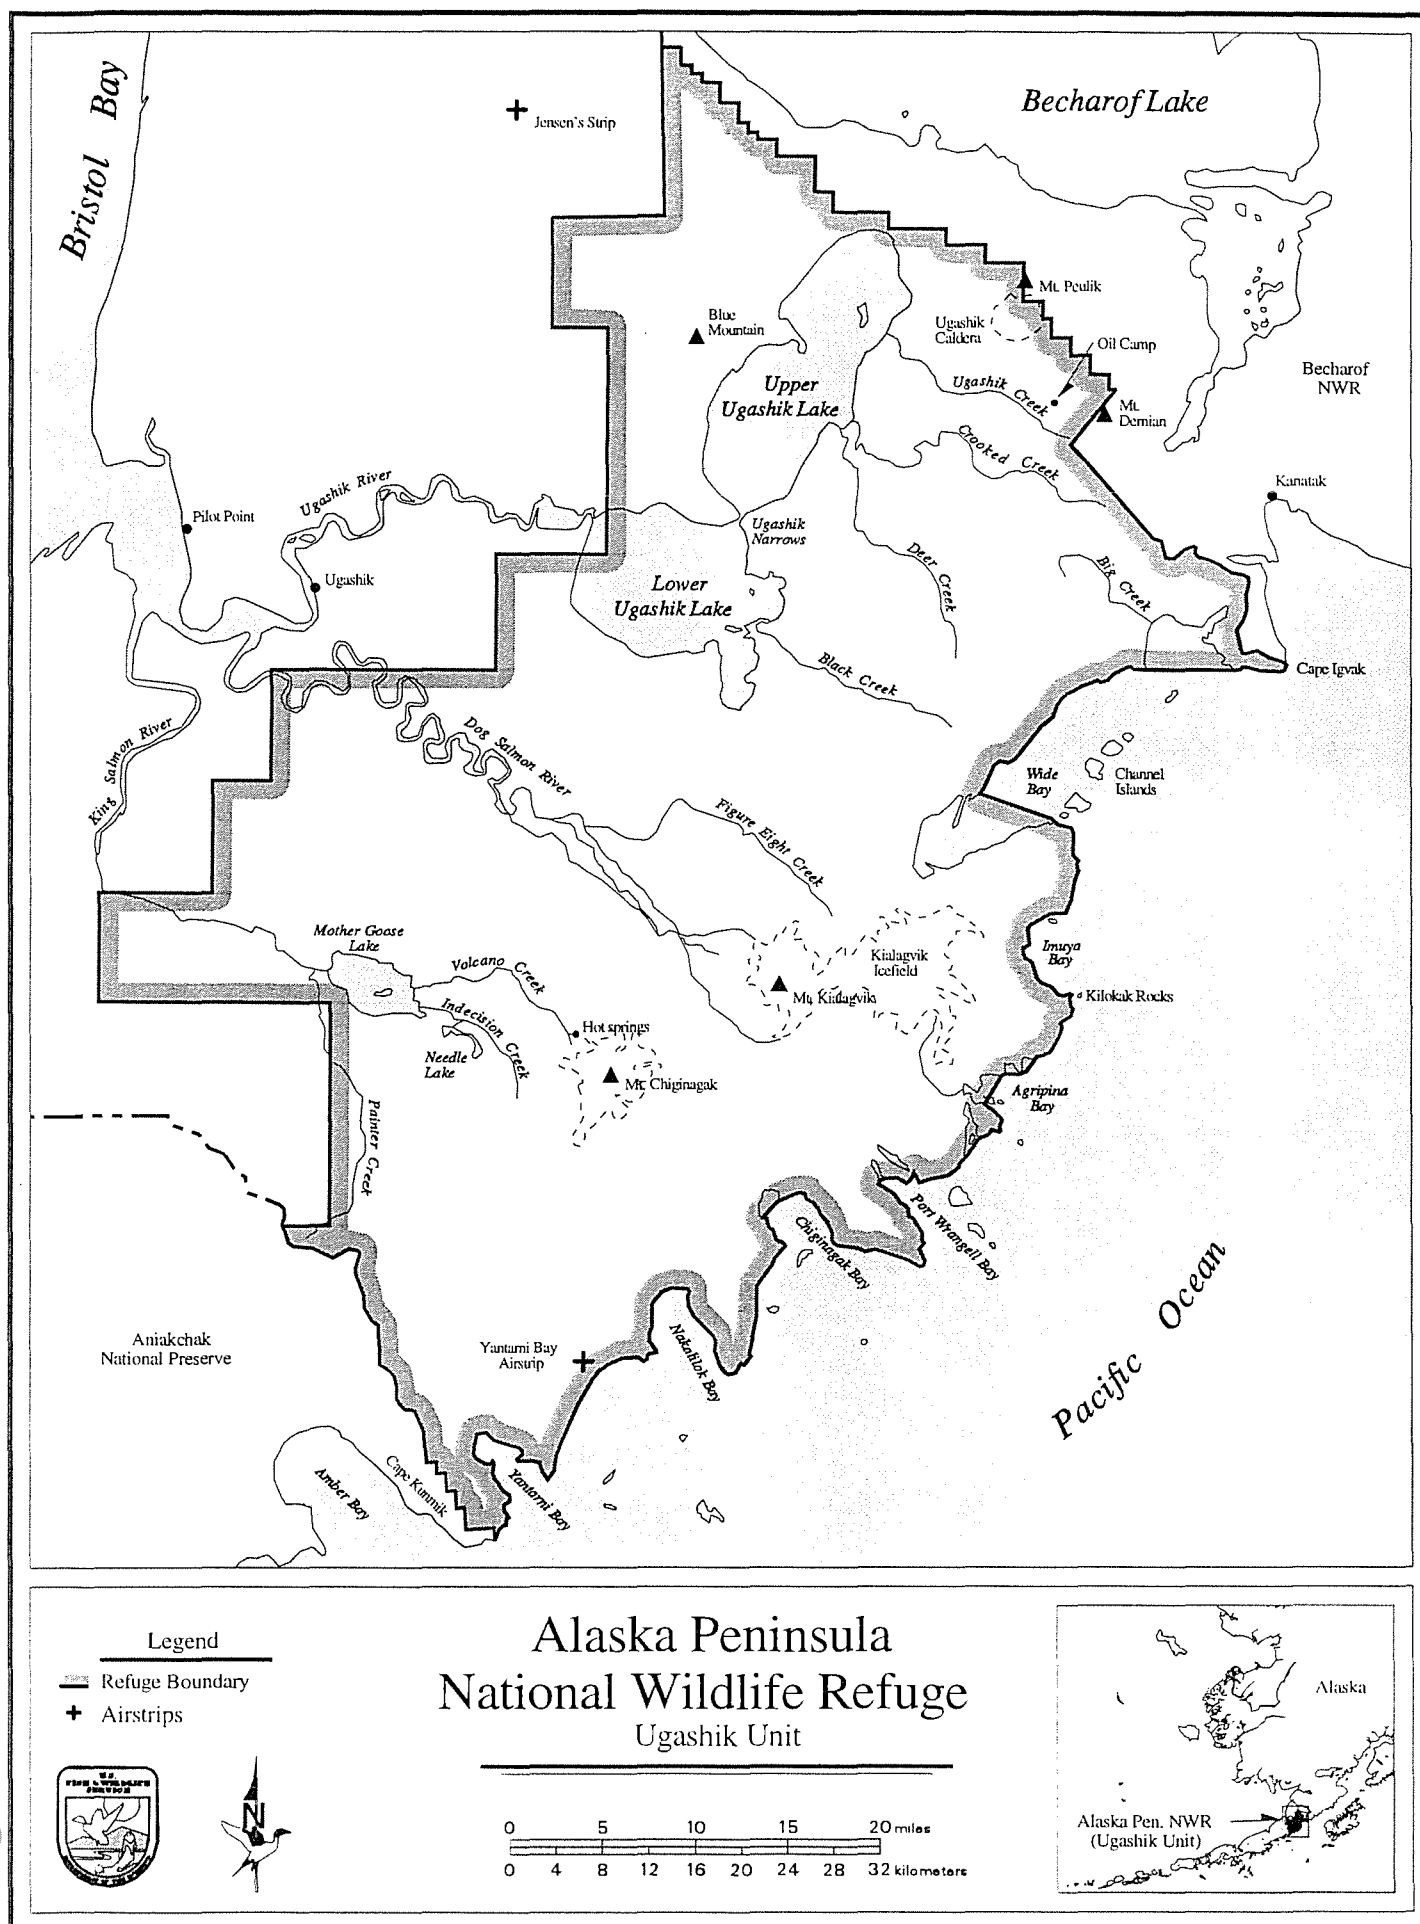 Bristol Bay
Jensen's Strip
Becharof Lake
Mt. Peulik
Blue
Mountain
Ugashik
Caldera
Oil Camp
Becharof
NWR
Upper
Ugashik Lake
Ugashik Creek
Mt.
Demian
Crooked Creek
Ugashik River
Kanatak
Pilot Point
Ugashik
Narrows
Deer Creek
Big Creek
Ugashik
Lower
Ugashik Lake
Black Creek
Cape Igvak
King Salmon River
Dog Salmon River
Wide
Bay
Channel
Islands
Figure Eight Creek
Mother Goose
Lake
Volcano Creek
Kialagvik
Icefield
Imuya
Bay
Mt. Kialagvik
Kilokak Rocks
Indecision Creek
Hot springs
Needle
Lake
Mt. Chiginagak
Agripina
Bay
Painter Creek
Port Wrangell Bay
Chiginagak Bay
Pacific Ocean
Aniakchak
National Preserve
Yantarni Bay
Airstrip
Nakalilok Bay
Cape Kunmik
Amber Bay
Yantarni Bay
Legend
Refuge Boundary
Airstrips
Alaska Peninsula
National Wildlife Refuge
Ugashik Unit
U.S.
FISH & WILDLIFE
SERVICE
N
0 5 10 15 20 miles
0 4 8 12 16 20 24 28 32 kilometers
Alaska
Alaska Pen. NWR
(Ugashik Unit)